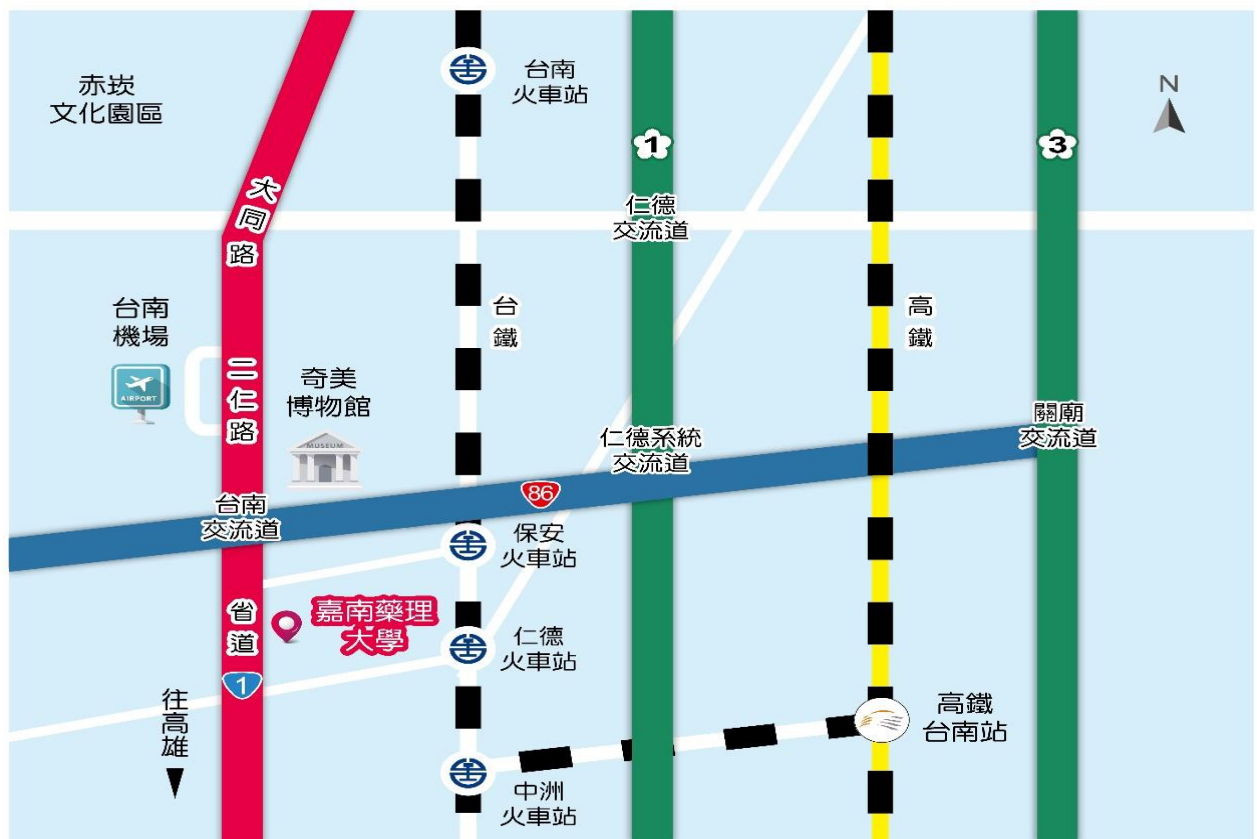 赤崁
文化園區
台南
火車站
N
1
3
大同路
仁德
交流道
台南
機場
AIRPORT
二仁路
奇美
博物館
MUSEUM
台鐵
高鐵
仁德系統
交流道
關廟
交流道
台南
交流道
86
保安
火車站
省道
1
嘉南藥理
大學
仁德
火車站
往高雄
高鐵
台南站
中洲
火車站